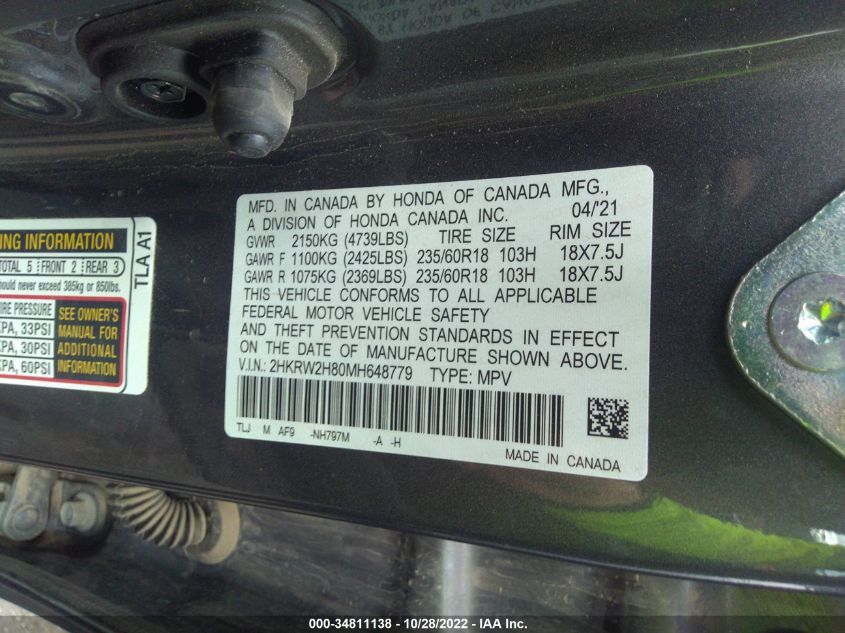 MFD. IN CANADA BY HONDA OF CANADA MFG.,
A DIVISION OF HONDA CANADA INC. 04/'21
GVWR 2150KG (4739LBS) TIRE SIZE RIM SIZE
GAWR F 1100KG (2425LBS) 235/60R18 103H 18X7.5J
GAWR R 1075KG (2369LBS) 235/60R18 103H 18X7.5J
THIS VEHICLE CONFORMS TO ALL APPLICABLE
FEDERAL MOTOR VEHICLE SAFETY
AND THEFT PREVENTION STANDARDS IN EFFECT
ON THE DATE OF MANUFACTURE SHOWN ABOVE.
V.I.N.: 2HKRW2H80MH648779 TYPE: MPV
TLJ M AF9 -NH797M -A -H
MADE IN CANADA
INFORMATION
TOTAL 5 FRONT 2 REAR 3
should never exceed 385kg or 850lbs.
PRESSURE
KPA, 33PSI
KPA, 30PSI
KPA, 60PSI
SEE OWNER'S
MANUAL FOR
ADDITIONAL
INFORMATION
TLA A1
000-34811138 - 10/28/2022 - IAA Inc.